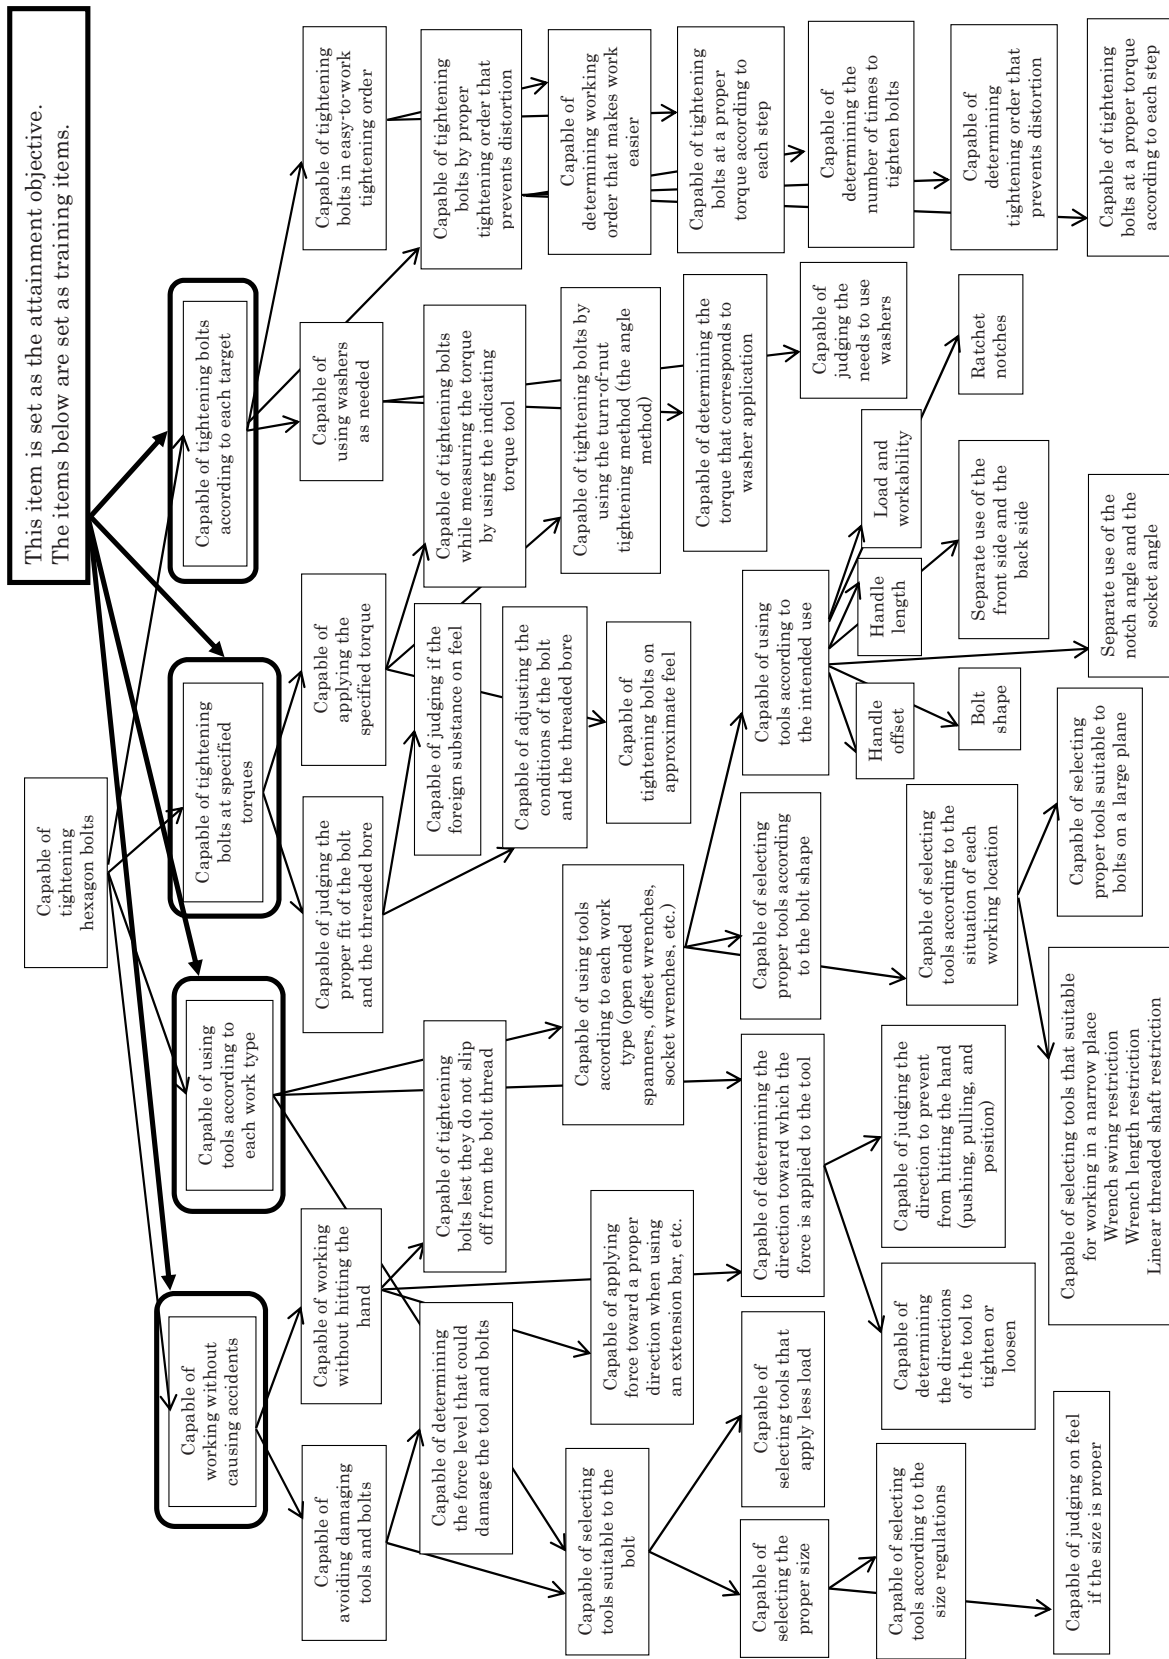 This item is set as the attainment objective.
The items below are set as training items.
Capable of
tightening
hexagon bolts
Capable of
working without
causing accidents
Capable of using
tools according to
each work type
Capable of tightening
bolts at specified
torques
Capable of tightening bolts
according to each target
Capable of
avoiding damaging
tools and bolts
Capable of working
without hitting the
hand
Capable of judging the
proper fit of the bolt
and the threaded bore
Capable of
applying the
specified torque
Capable of
using washers
as needed
Capable of tightening
bolts in easy-to-work
tightening order
Capable of determining
the force level that could
damage the tool and bolts
Capable of tightening
bolts lest they do not slip
off from the bolt thread
Capable of judging if the
foreign substance on feel
Capable of tightening bolts
while measuring the torque
by using the indicating
torque tool
Capable of tightening
bolts by proper
tightening order that
prevents distortion
Capable of selecting
tools suitable to the
bolt
Capable of applying
force toward a proper
direction when using
an extension bar, etc.
Capable of using tools
according to each work
type (open ended
spanners, offset wrenches,
socket wrenches, etc.)
Capable of adjusting the
conditions of the bolt
and the threaded bore
Capable of tightening bolts by
using the turn-of-nut
tightening method (the angle
method)
Capable of
determining working
order that makes work
easier
Capable of
tightening bolts on
approximate feel
Capable of determining the
torque that corresponds to
washer application
Capable of tightening
bolts at a proper
torque according to
each step
Capable of
selecting the
proper size
Capable of
selecting tools that
apply less load
Capable of determining the
direction toward which the
force is applied to the tool
Capable of selecting
proper tools according
to the bolt shape
Capable of using
tools according to
the intended use
Capable of
judging the
needs to use
washers
Capable of
determining the
number of times to
tighten bolts
Capable of selecting
tools according to the
size regulations
Capable of
determining
the directions
of the tool to
tighten or
loosen
Capable of judging the
direction to prevent
from hitting the hand
(pushing, pulling, and
position)
Capable of selecting
tools according to the
situation of each
working location
Handle
offset
Handle
length
Load and
workability
Bolt
shape
Separate use of the
front side and the
back side
Ratchet
notches
Capable of
determining
tightening order that
prevents distortion
Capable of judging on feel
if the size is proper
Capable of selecting tools that suitable
for working in a narrow place
Wrench swing restriction
Wrench length restriction
Linear threaded shaft restriction
Capable of selecting
proper tools suitable to
bolts on a large plane
Separate use of the
notch angle and the
socket angle
Capable of tightening
bolts at a proper torque
according to each step